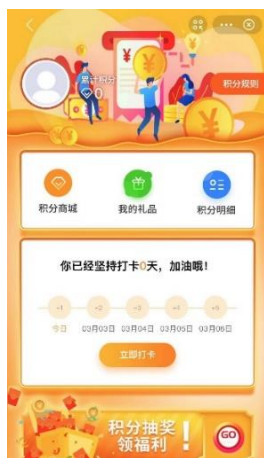 ¥
累计积分
0
积分规则
¥
积分商城
我的礼品
积分明细
你已经坚持打卡0天，加油哦！
+1 +2 +3 +5 +6
今日 03月03日 03月04日 03月05日 03月06日
立即打卡
积分抽奖
领福利！
GO